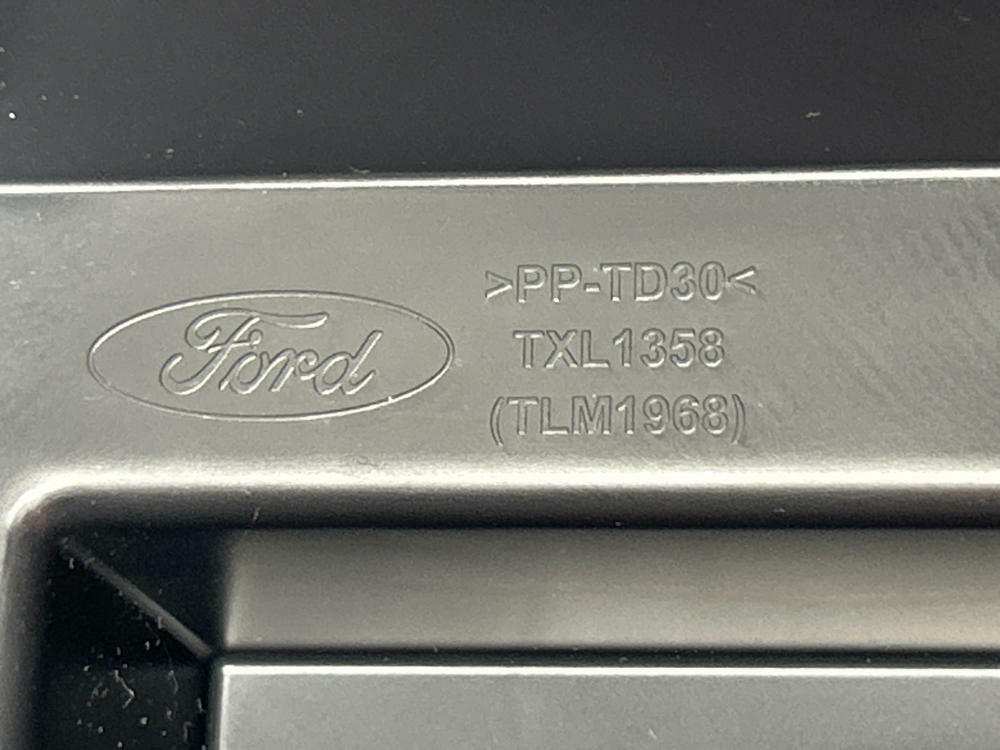 Ford
>PP-TD30<
TXL1358
(TLM1968)